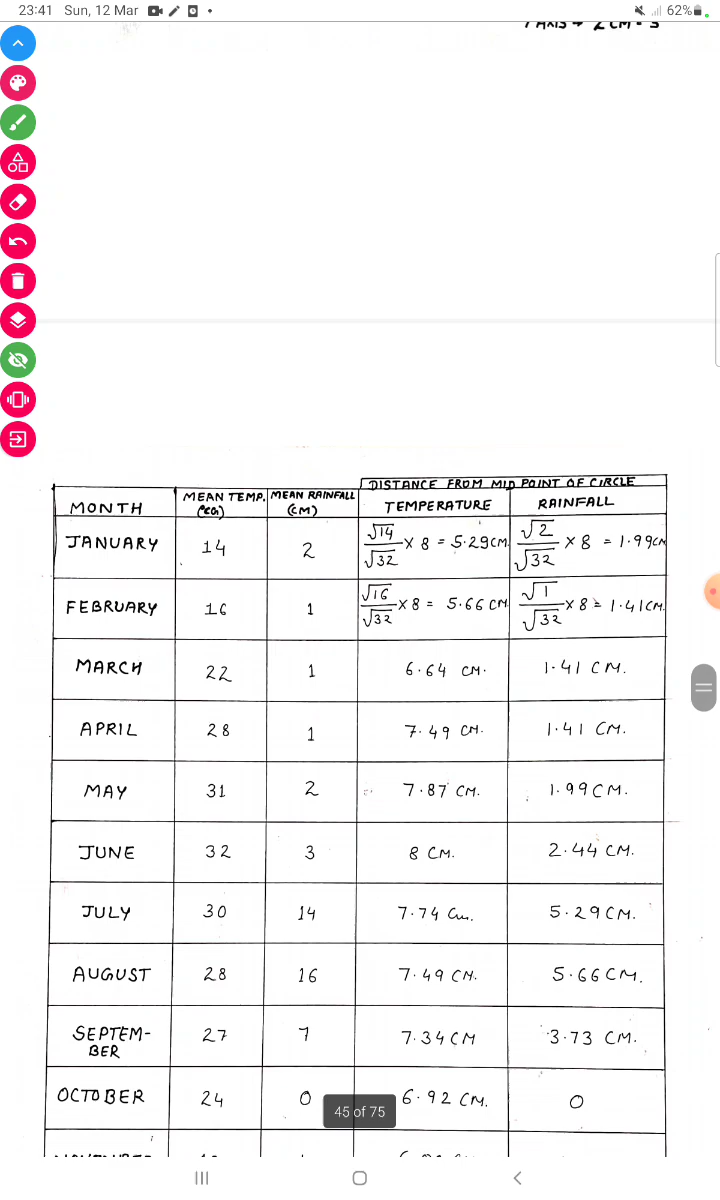 23:41 Sun, 12 Mar
62%
Y AXIS → 2 CM = 5
DISTANCE FROM MID POINT OF CIRCLE
MONTH MEAN TEMP. MEAN RAINFALL (CM) TEMPERATURE RAINFALL
JANUARY 14 2 √14/√32 X 8 = 5.29CM. √2/√32 X 8 = 1.99CM
FEBRUARY 16 1 √16/√32 X 8 = 5.66 CM √1/√32 X 8 = 1.41CM.
MARCH 22 1 6.64 CM. 1.41 CM.
APRIL 28 1 7.49 CM. 1.41 CM.
MAY 31 2 7.87 CM. 1.99CM.
JUNE 32 3 8 CM. 2.44 CM.
JULY 30 14 7.74 CM. 5.29CM.
AUGUST 28 16 7.49 CM. 5.66CM.
SEPTEM-
BER 27 7 7.34CM 3.73 CM.
OCTOBER 24 0 6.92 CM. 0
45 of 75